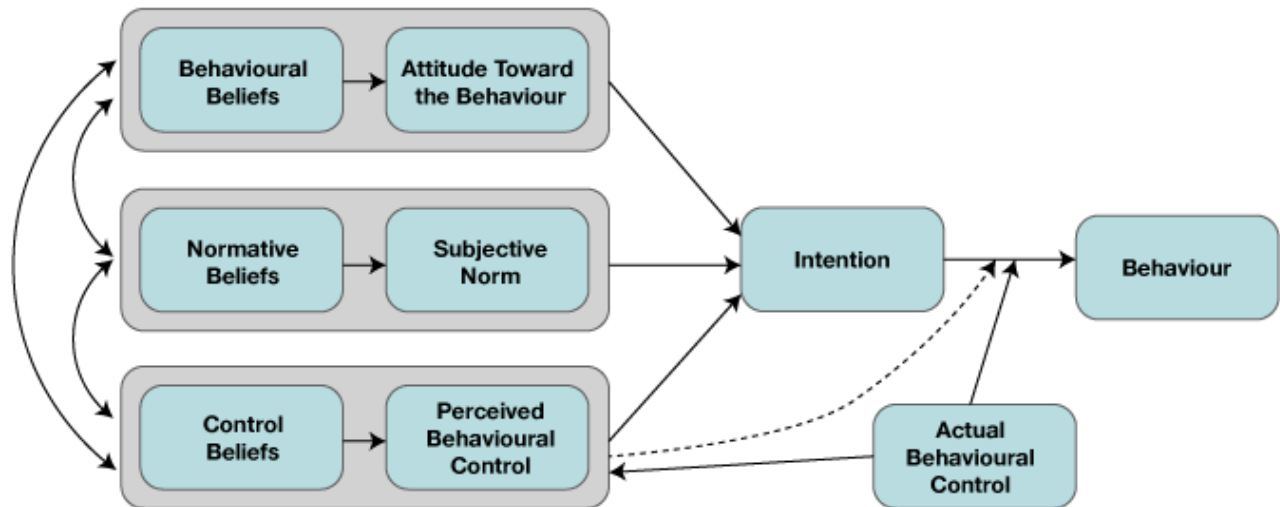 Behavioural
Beliefs
Attitude Toward
the Behaviour
Normative
Beliefs
Subjective
Norm
Intention
Behaviour
Control
Beliefs
Perceived
Behavioural
Control
Actual
Behavioural
Control